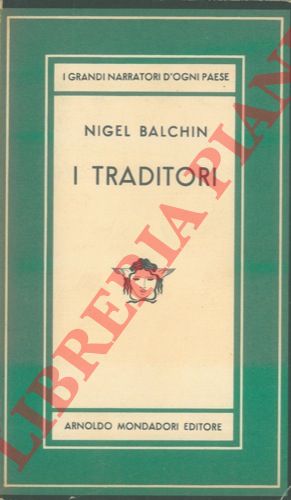 I GRANDI NARRATORI D'OGNI PAESE
NIGEL BALCHIN
I TRADITORI
ARNOLDO MONDADORI EDITORE
LIBRERIA PIANI